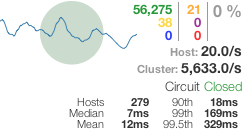 56,275 21 0 %
38 0
0 0
Host: 20.0/s
Cluster: 5,633.0/s
Circuit Closed
Hosts 279 90th 18ms
Median 7ms 99th 169ms
Mean 12ms 99.5th 329ms